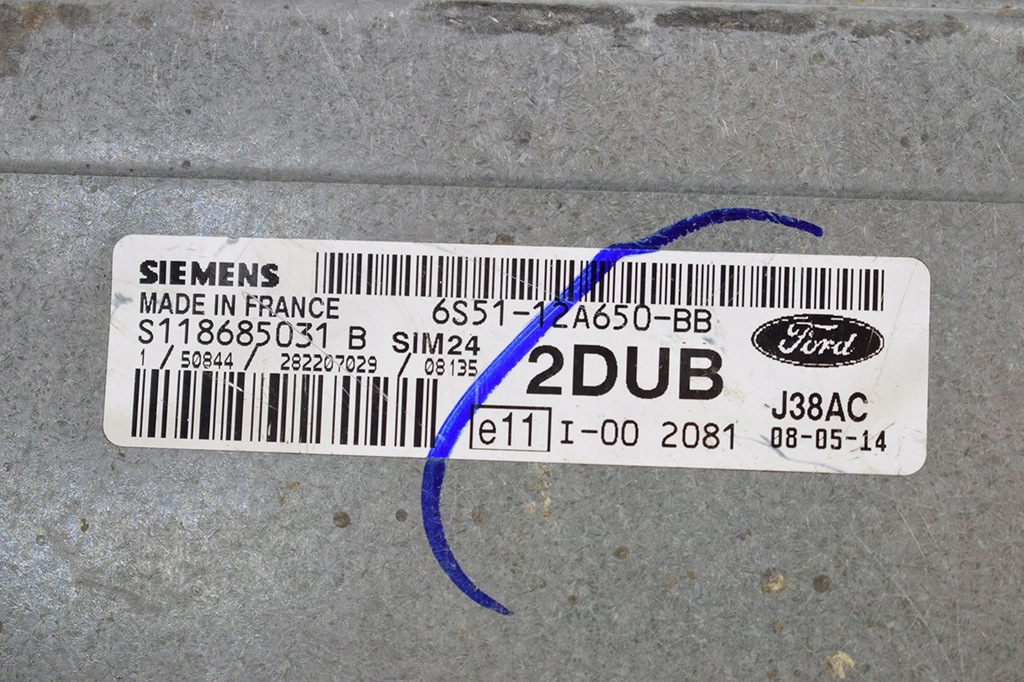 SIEMENS
MADE IN FRANCE
S118685031 B SIM24
1 / 50844 / 282207029 / 08135
6S51-12A650-BB
2DUB
Ford
e11 I-00 2081
J38AC
08-05-14